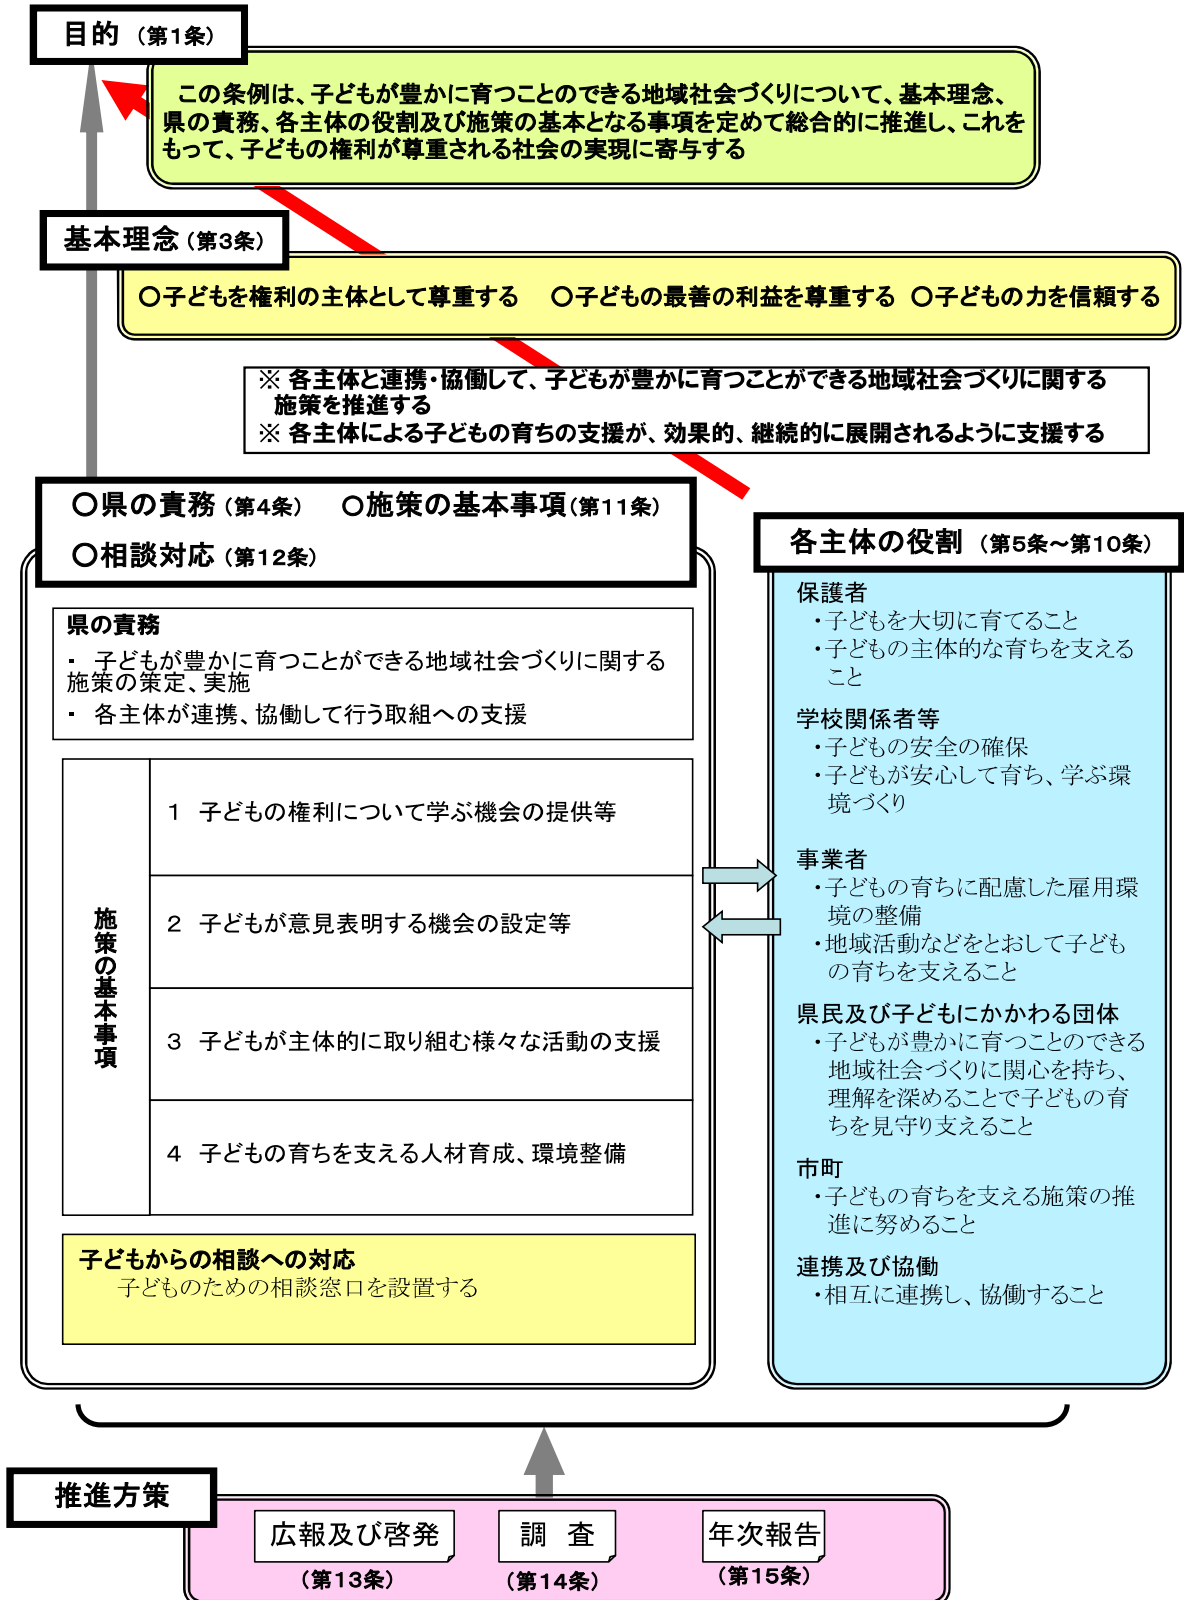 目的（第1条）
この条例は、子どもが豊かに育つことのできる地域社会づくりについて、基本理念、
県の責務、各主体の役割及び施策の基本となる事項を定めて総合的に推進し、これを
もって、子どもの権利が尊重される社会の実現に寄与する
基本理念（第3条）
○子どもを権利の主体として尊重する　○子どもの最善の利益を尊重する　○子どもの力を信頼する
※ 各主体と連携・協働して、子どもが豊かに育つことができる地域社会づくりに関する
施策を推進する
※ 各主体による子どもの育ちの支援が、効果的、継続的に展開されるように支援する
○県の責務（第4条）　○施策の基本事項（第11条）
○相談対応（第12条）
県の責務
・ 子どもが豊かに育つことができる地域社会づくりに関する
施策の策定、実施
・ 各主体が連携、協働して行う取組への支援
施策の基本事項
1 子どもの権利について学ぶ機会の提供等
2 子どもが意見表明する機会の設定等
3 子どもが主体的に取り組む様々な活動の支援
4 子どもの育ちを支える人材育成、環境整備
子どもからの相談への対応
子どものための相談窓口を設置する
各主体の役割（第5条～第10条）
保護者
・子どもを大切に育てること
・子どもの主体的な育ちを支える
こと
学校関係者等
・子どもの安全の確保
・子どもが安心して育ち、学ぶ環
境づくり
事業者
・子どもの育ちに配慮した雇用環
境の整備
・地域活動などをとおして子ども
の育ちを支えること
県民及び子どもにかかわる団体
・子どもが豊かに育つことのできる
地域社会づくりに関心を持ち、
理解を深めることで子どもの育
ちを見守り支えること
市町
・子どもの育ちを支える施策の推
進に努めること
連携及び協働
・相互に連携し、協働すること
推進方策
広報及び啓発
（第13条）
調　査
（第14条）
年次報告
（第15条）